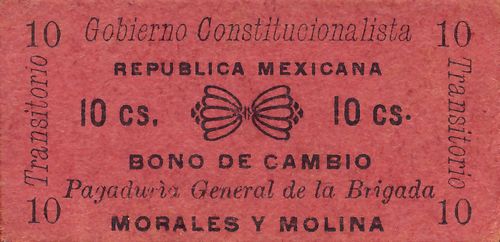 10 Gobierno Constitucionalista 10
REPUBLICA MEXICANA
Transitorio
10 cs. 10 cs.
Transitorio
BONO DE CAMBIO
Pagaduria General de la Brigada
10 MORALES Y MOLINA 10